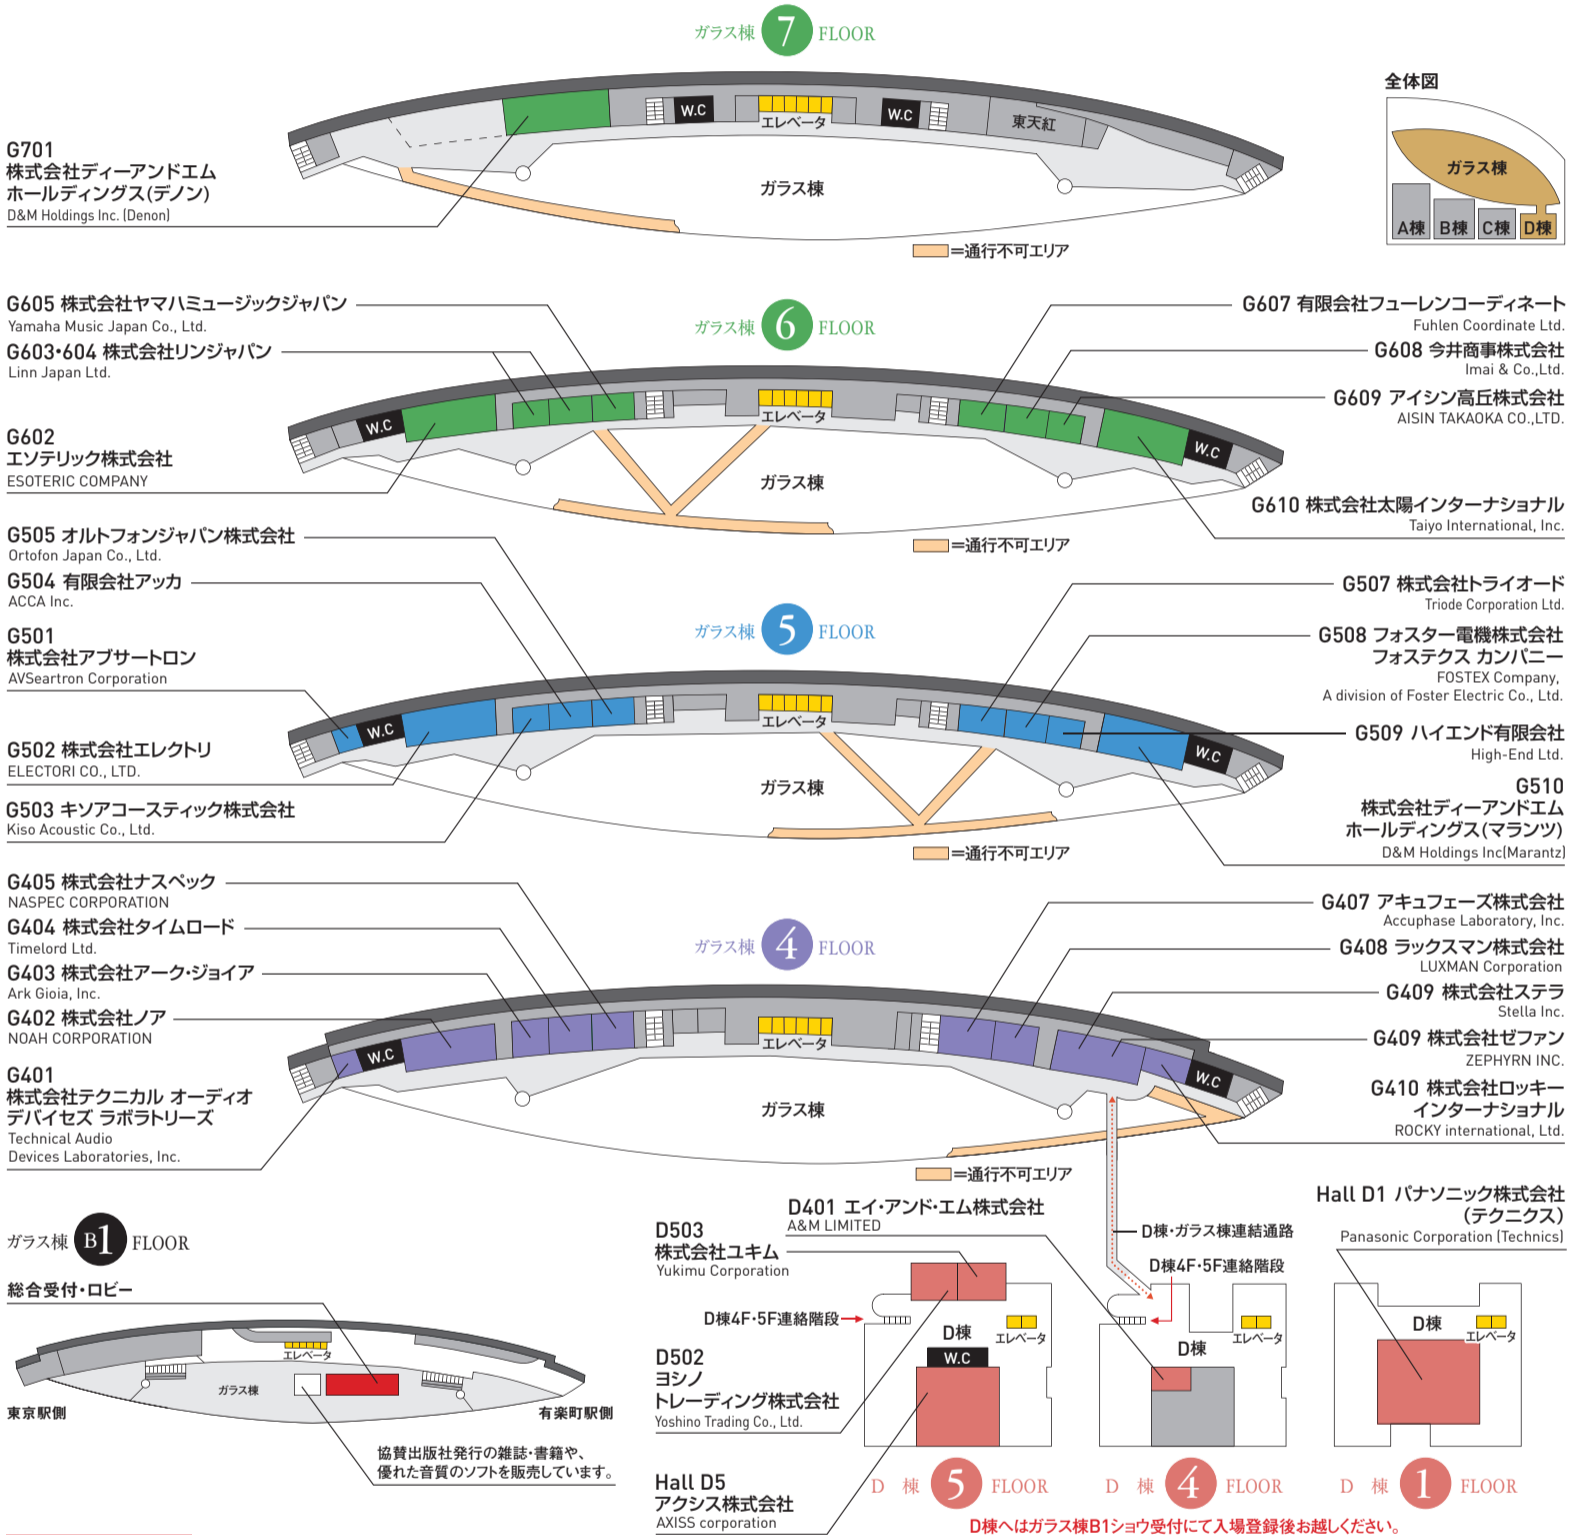 ガラス棟 7 FLOOR
W.C
エレベータ
W.C
東天紅
G701
株式会社ディーアンドエム
ホールディングス(デノン)
D&M Holdings Inc. (Denon)
ガラス棟
=通行不可エリア
全体図
ガラス棟
A棟 B棟 C棟 D棟
ガラス棟 6 FLOOR
G605 株式会社ヤマハミュージックジャパン
Yamaha Music Japan Co., Ltd.
G603・604 株式会社リンジャパン
Linn Japan Ltd.
G602
エソテリック株式会社
ESOTERIC COMPANY
W.C
エレベータ
W.C
ガラス棟
=通行不可エリア
G607 有限会社フューレンコーディネート
Fuhlen Coordinate Ltd.
G608 今井商事株式会社
Imai & Co.,Ltd.
G609 アイシン高丘株式会社
AISIN TAKAOKA CO.,LTD.
G610 株式会社太陽インターナショナル
Taiyo International, Inc.
ガラス棟 5 FLOOR
G505 オルトフォンジャパン株式会社
Ortofon Japan Co., Ltd.
G504 有限会社アッカ
ACCA Inc.
G501
株式会社アブサートロン
AVSeartron Corporation
G502 株式会社エレクトリ
ELECTORI CO., LTD.
G503 キソアコースティック株式会社
Kiso Acoustic Co., Ltd.
W.C
エレベータ
W.C
ガラス棟
=通行不可エリア
G507 株式会社トライオード
Triode Corporation Ltd.
G508 フォスター電機株式会社
フォステクス カンパニー
FOSTEX Company,
A division of Foster Electric Co., Ltd.
G509 ハイエンド有限会社
High-End Ltd.
G510
株式会社ディーアンドエム
ホールディングス(マランツ)
D&M Holdings Inc(Marantz)
ガラス棟 4 FLOOR
G405 株式会社ナスペック
NASPEC CORPORATION
G404 株式会社タイムロード
Timelord Ltd.
G403 株式会社アーク・ジョイア
Ark Gioia, Inc.
G402 株式会社ノア
NOAH CORPORATION
G401
株式会社テクニカル オーディオ
デバイセズ ラボラトリーズ
Technical Audio
Devices Laboratories, Inc.
W.C
エレベータ
W.C
ガラス棟
=通行不可エリア
G407 アキュフェーズ株式会社
Accuphase Laboratory, Inc.
G408 ラックスマン株式会社
LUXMAN Corporation
G409 株式会社ステラ
Stella Inc.
G409 株式会社ゼファン
ZEPHYRN INC.
G410 株式会社ロッキー
インターナショナル
ROCKY international, Ltd.
ガラス棟 B1 FLOOR
総合受付・ロビー
エレベータ
ガラス棟
東京駅側
有楽町駅側
協賛出版社発行の雑誌・書籍や、
優れた音質のソフトを販売しています。
D401 エイ・アンド・エム株式会社
A&M LIMITED
D503
株式会社ユキム
Yukimu Corporation
D棟4F・5F連絡階段
D502
ヨシノ
トレーディング株式会社
Yoshino Trading Co., Ltd.
Hall D5
アクシス株式会社
AXISS corporation
D棟
W.C
エレベータ
D 棟 5 FLOOR
D棟・ガラス棟連結通路
D棟4F・5F連絡階段
D棟
エレベータ
D 棟 4 FLOOR
Hall D1 パナソニック株式会社
(テクニクス)
Panasonic Corporation (Technics)
D棟
エレベータ
D 棟 1 FLOOR
D棟へはガラス棟B1ショウ受付にて入場登録後お越しください。